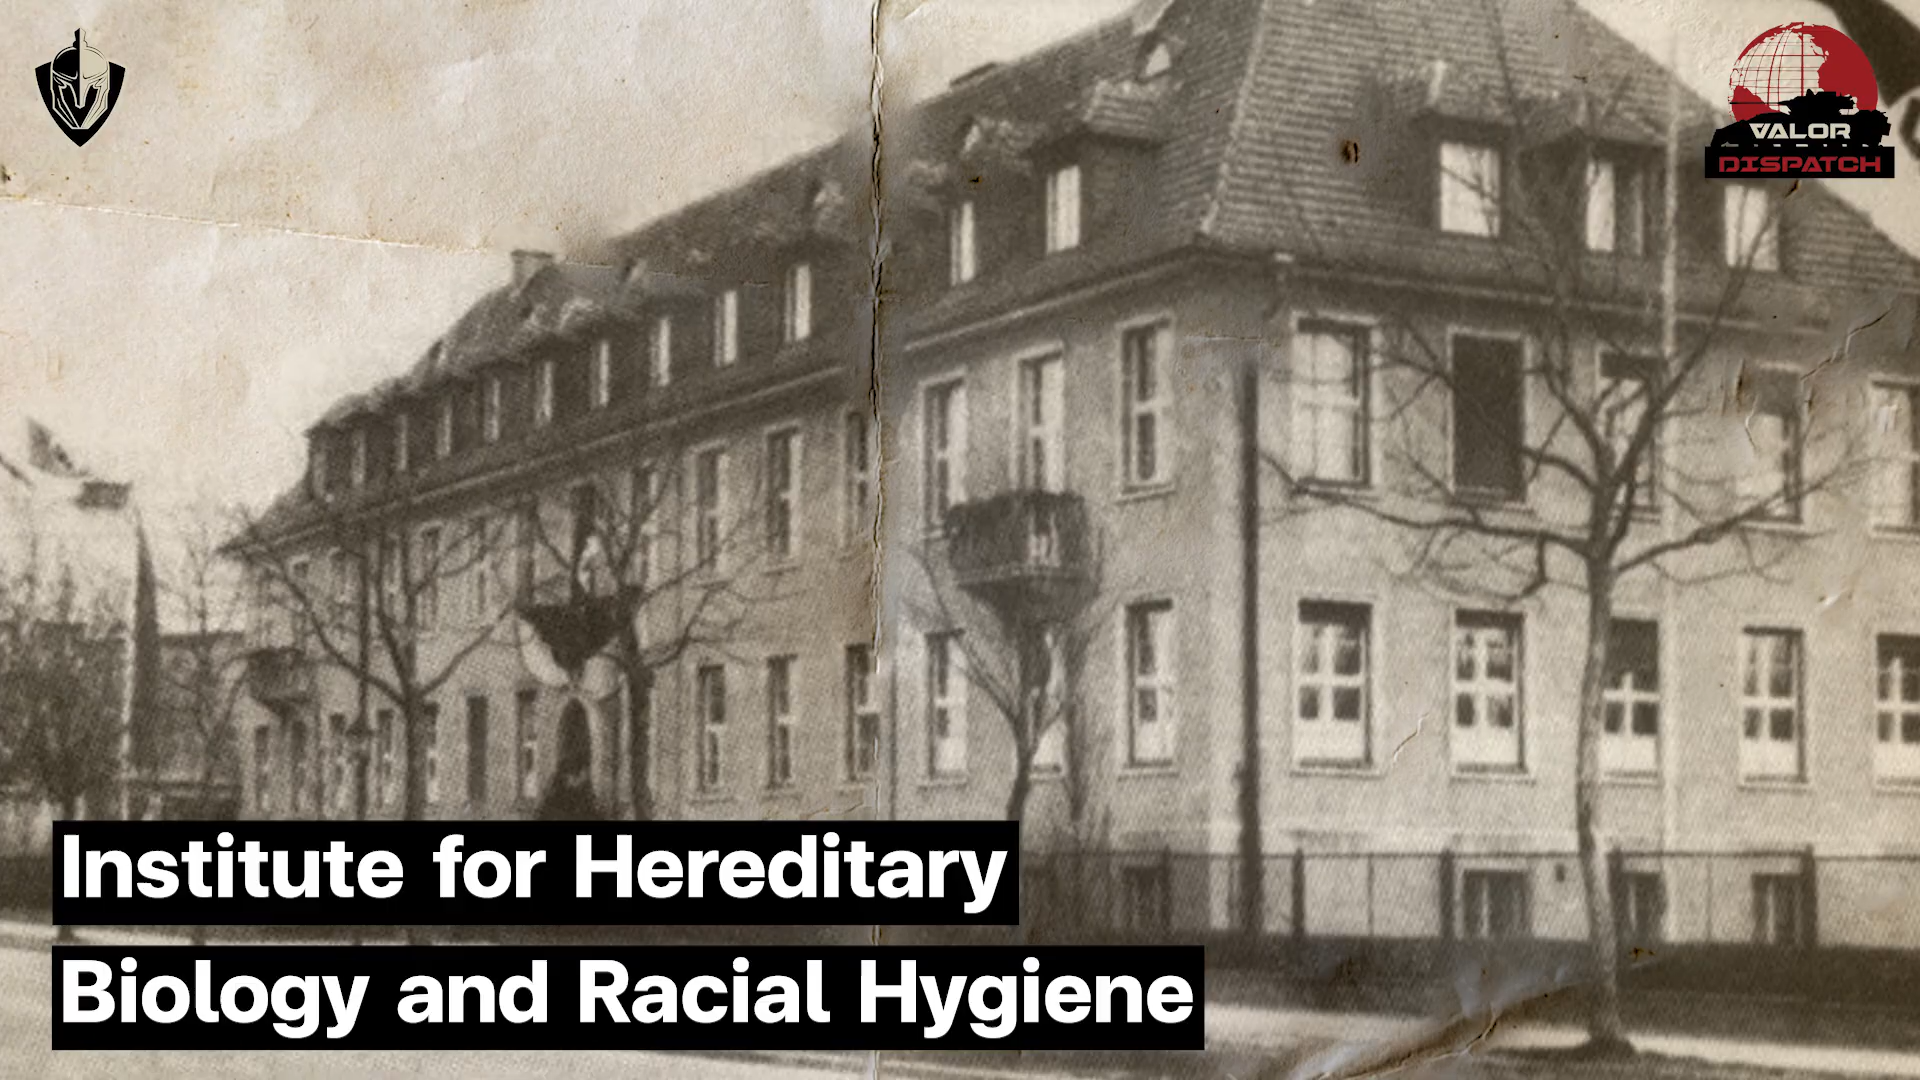 VALOR
DISPATCH
Institute for Hereditary
Biology and Racial Hygiene